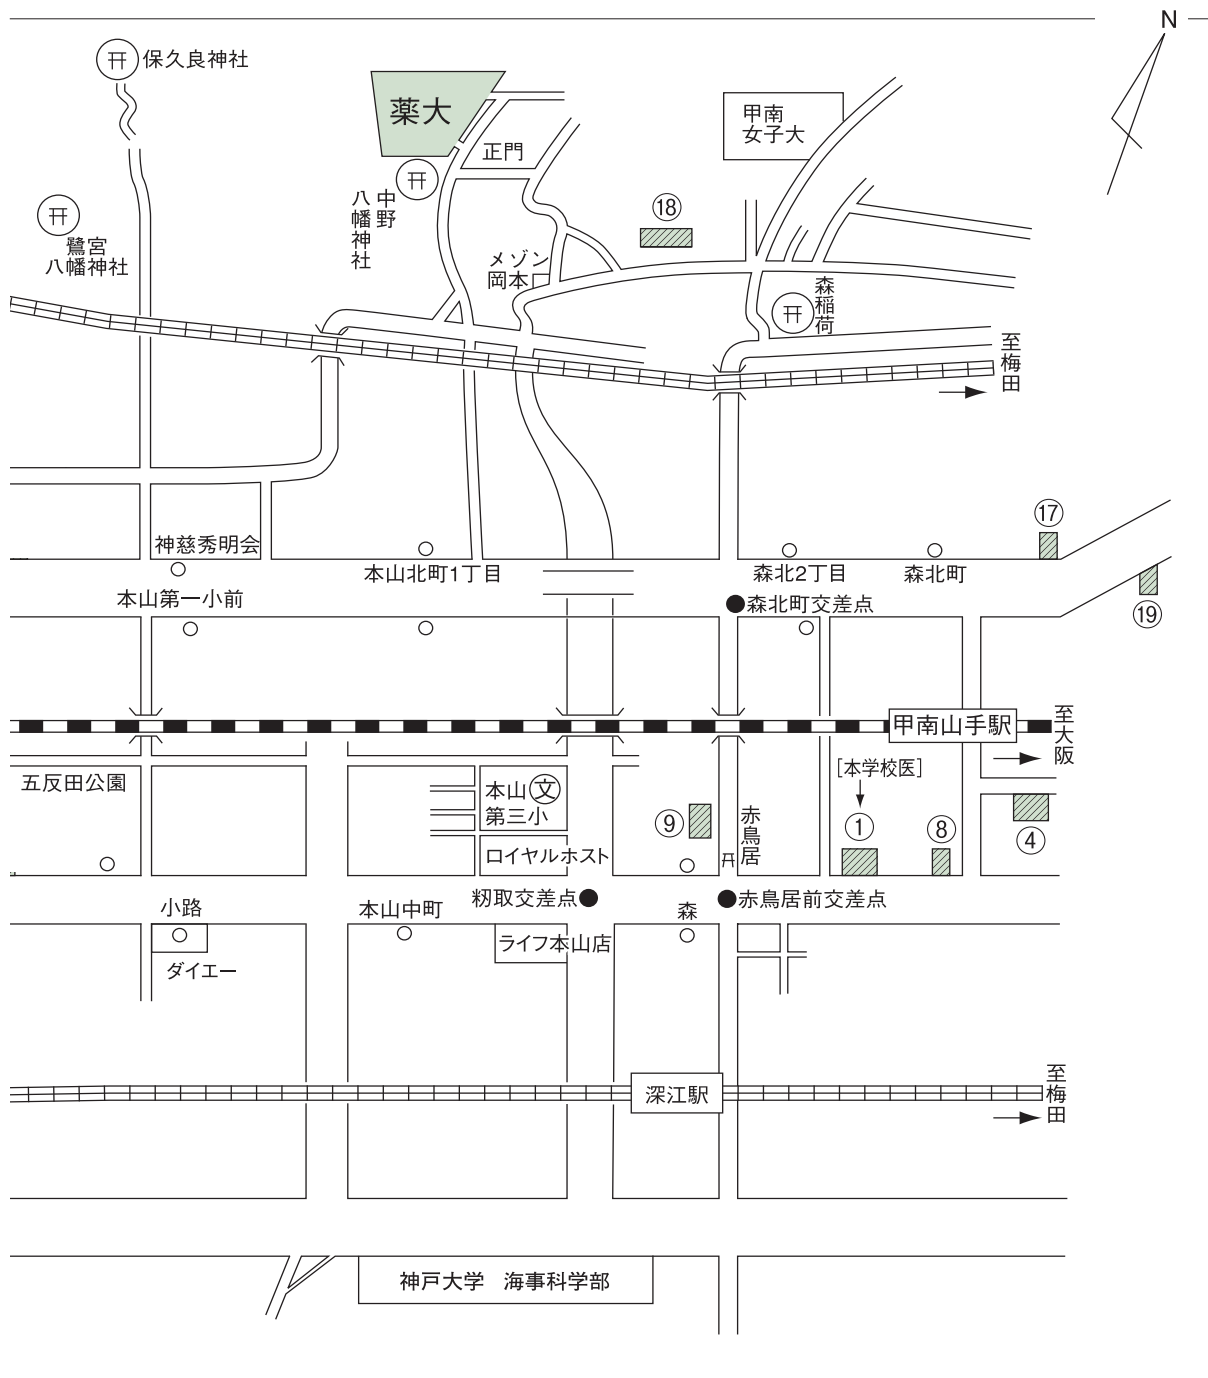 N
保久良神社
薬大
正門
甲南
女子大
中野
八幡神社
鷺宮
八幡神社
⑱
メゾン
岡本
森稲荷
至梅田
⑰
神慈秀明会
本山北町1丁目
森北2丁目
森北町
本山第一小前
森北町交差点
⑲
甲南山手駅
至大阪
五反田公園
[本学校医]
本山文
第三小
⑨
赤鳥居
①
⑧
④
ロイヤルホスト
籾取交差点
赤鳥居前交差点
小路
本山中町
森
ライフ本山店
ダイエー
深江駅
至梅田
神戸大学 海事科学部